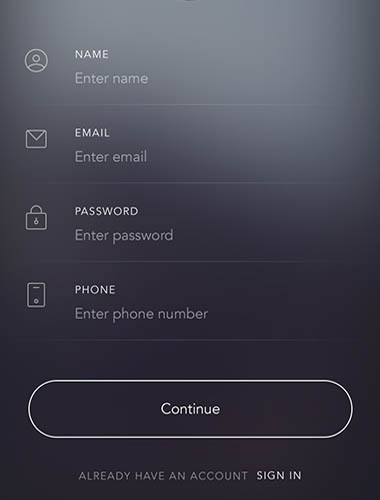 NAME
Enter name
EMAIL
Enter email
PASSWORD
Enter password
PHONE
Enter phone number
Continue
ALREADY HAVE AN ACCOUNT SIGN IN